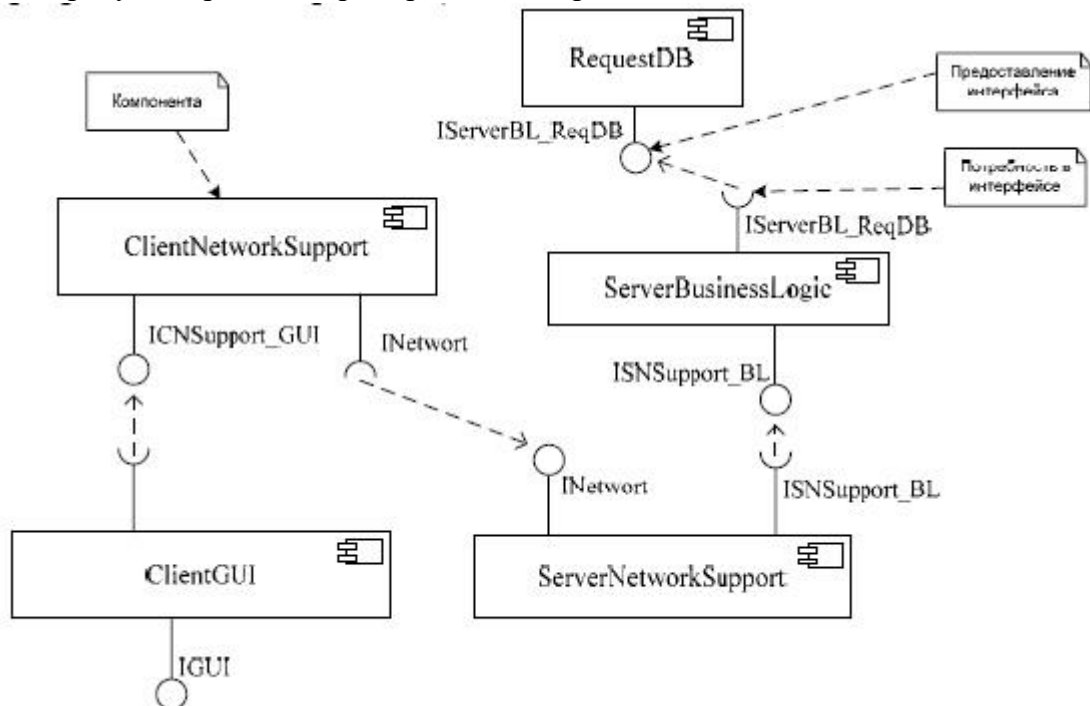 RequestDB
Предоставление
интерфейса
Компонента
IServerBL_ReqDB
Потребность в
интерфейсе
ClientNetworkSupport
IServerBL_ReqDB
ServerBusinessLogic
ICNSupport_GUI
INetwort
ISNSupport_BL
INetwort
ISNSupport_BL
ClientGUI
ServerNetworkSupport
IGUI